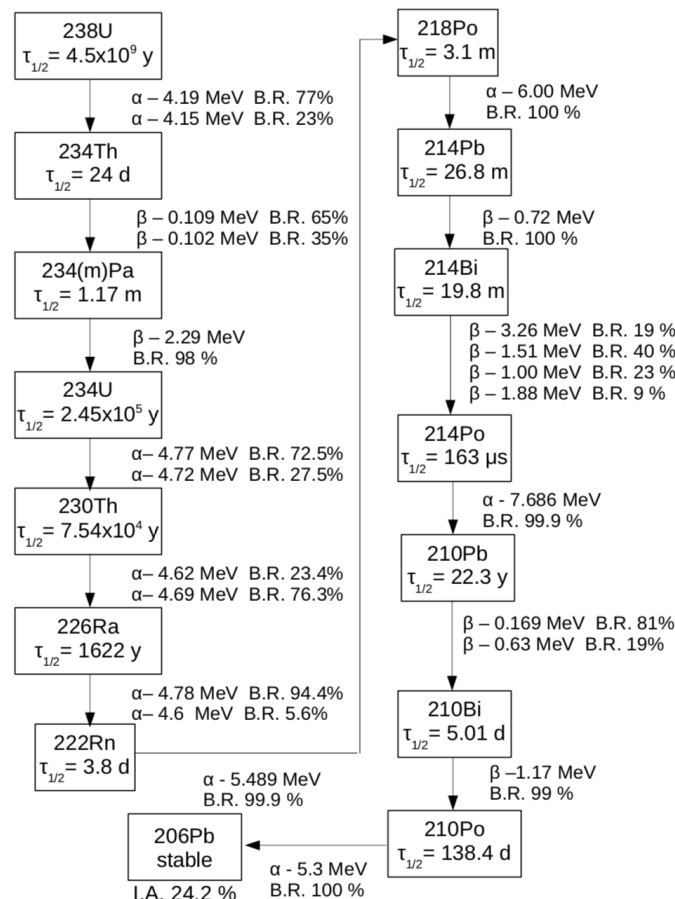 238U
τ1/2= 4.5x10⁹ y
α – 4.19 MeV B.R. 77%
α – 4.15 MeV B.R. 23%
234Th
τ1/2= 24 d
β – 0.109 MeV B.R. 65%
β – 0.102 MeV B.R. 35%
234(m)Pa
τ1/2= 1.17 m
β – 2.29 MeV
B.R. 98 %
234U
τ1/2= 2.45x10⁵ y
α– 4.77 MeV B.R. 72.5%
α– 4.72 MeV B.R. 27.5%
230Th
τ1/2= 7.54x10⁴ y
α– 4.62 MeV B.R. 23.4%
α– 4.69 MeV B.R. 76.3%
226Ra
τ1/2= 1622 y
α– 4.78 MeV B.R. 94.4%
α– 4.6 MeV B.R. 5.6%
222Rn
τ1/2= 3.8 d
α - 5.489 MeV
B.R. 99.9 %
218Po
τ1/2= 3.1 m
α – 6.00 MeV
B.R. 100 %
214Pb
τ1/2= 26.8 m
β – 0.72 MeV
B.R. 100 %
214Bi
τ1/2= 19.8 m
β – 3.26 MeV B.R. 19 %
β – 1.51 MeV B.R. 40 %
β – 1.00 MeV B.R. 23 %
β – 1.88 MeV B.R. 9 %
214Po
τ1/2= 163 µs
α - 7.686 MeV
B.R. 99.9 %
210Pb
τ1/2= 22.3 y
β – 0.169 MeV B.R. 81%
β – 0.63 MeV B.R. 19%
210Bi
τ1/2= 5.01 d
β –1.17 MeV
B.R. 99 %
210Po
τ1/2= 138.4 d
α - 5.3 MeV
B.R. 100 %
206Pb
stable
I.A. 24.2 %